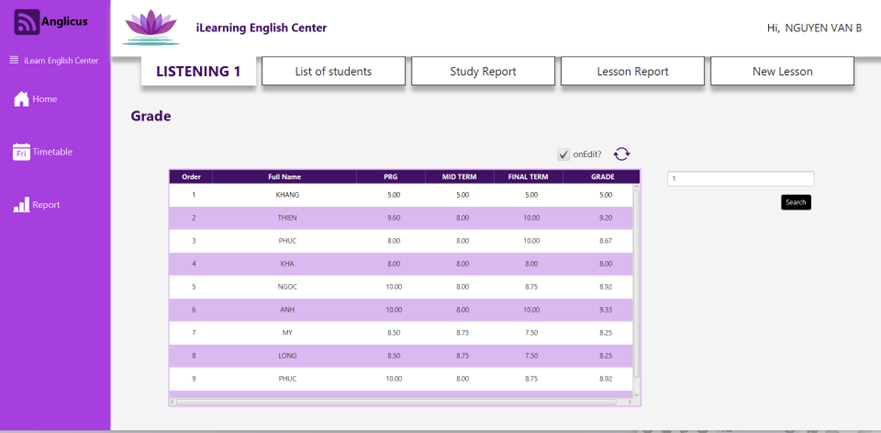 Anglicus
iLearning English Center
Hi, NGUYEN VAN B
iLearn English Center
LISTENING 1
List of students
Study Report
Lesson Report
New Lesson
Home
Fri
Timetable
Report
Grade
onEdit?
Order Full Name PRG MID TERM FINAL TERM GRADE
1 KHANG 5.00 5.00 5.00 5.00
2 THIEN 9.60 8.00 10.00 9.20
3 PHUC 8.00 8.00 10.00 8.67
4 KHA 8.00 8.00 8.00 8.00
5 NGOC 10.00 8.00 8.75 8.92
6 ANH 10.00 8.00 10.00 9.33
7 MY 8.50 8.75 7.50 8.25
8 LONG 8.50 8.75 7.50 8.25
9 PHUC 10.00 8.00 8.75 8.92
1
Search